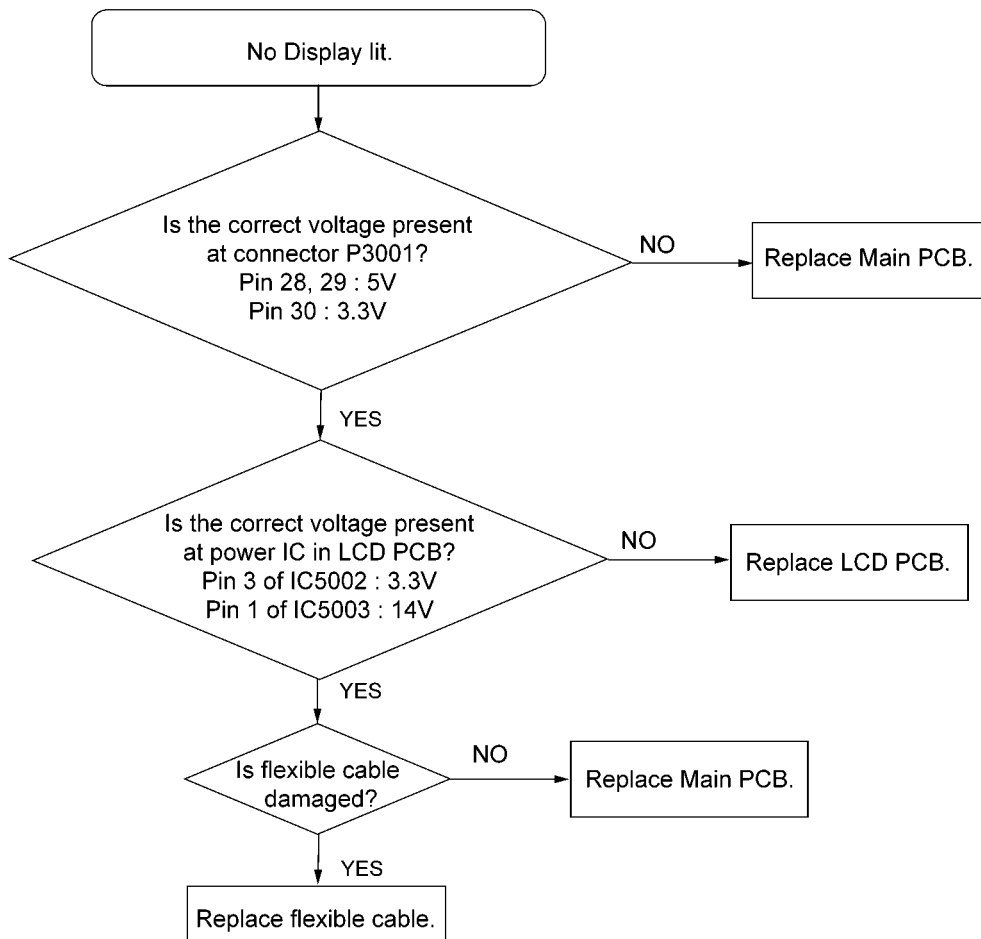 No Display lit.
Is the correct voltage present
at connector P3001?
Pin 28, 29 : 5V
Pin 30 : 3.3V
NO
Replace Main PCB.
YES
Is the correct voltage present
at power IC in LCD PCB?
Pin 3 of IC5002 : 3.3V
Pin 1 of IC5003 : 14V
NO
Replace LCD PCB.
YES
Is flexible cable
damaged?
NO
Replace Main PCB.
YES
Replace flexible cable.